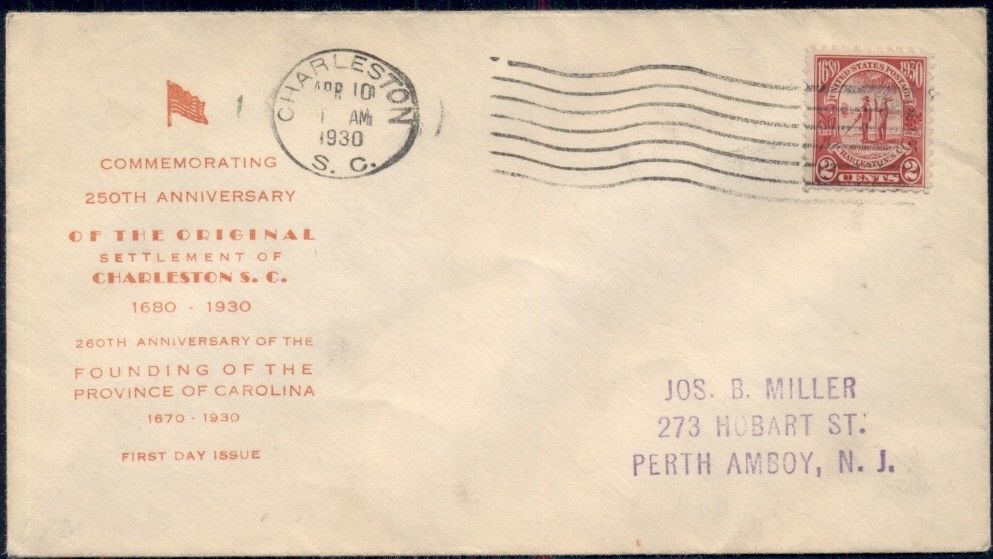 COMMEMORATING
250TH ANNIVERSARY
OF THE ORIGINAL
SETTLEMENT OF
CHARLESTON S. C.
1680 - 1930
260TH ANNIVERSARY OF THE
FOUNDING OF THE
PROVINCE OF CAROLINA
1670 - 1930
FIRST DAY ISSUE
CHARLESTON
APR 10
AM
1930
S. C.
1680 1930
UNITED STATES POSTAGE
CHARLESTON S.C.
2 CENTS 2
JOS. B. MILLER
273 HOBART ST.
PERTH AMBOY, N. J.